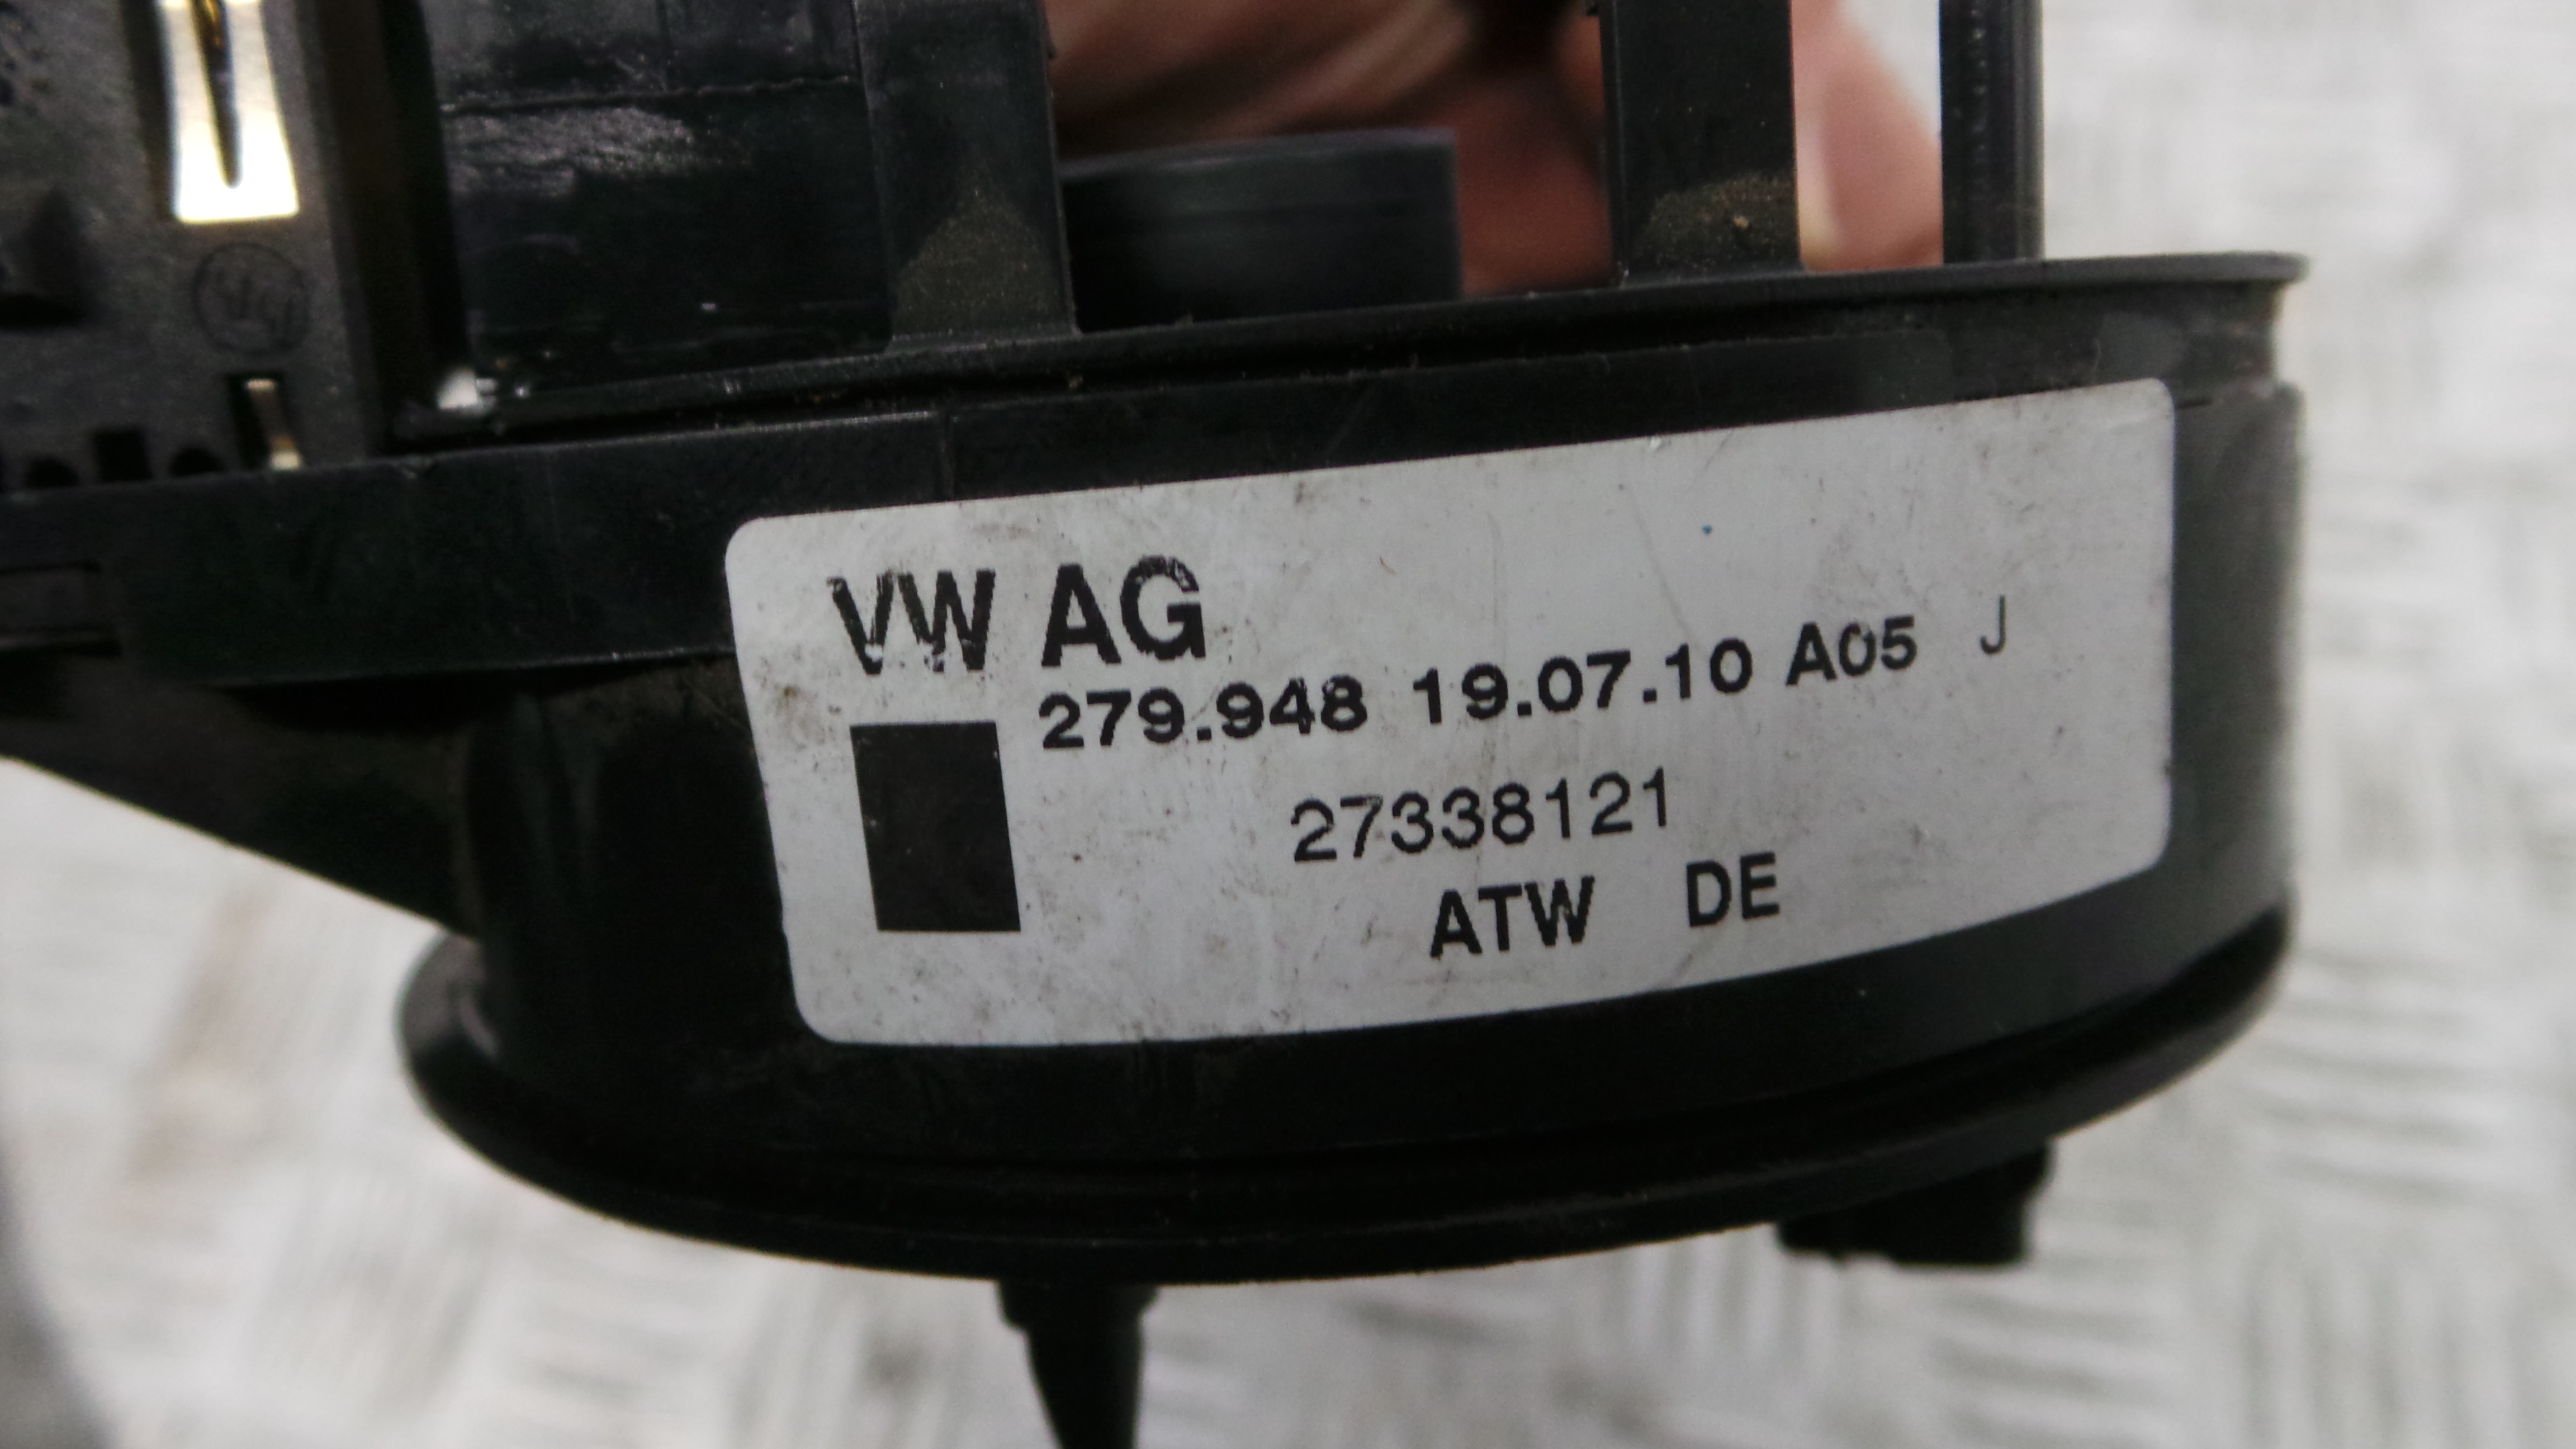 VW AG
279.948 19.07.10 A05 J
27338121
ATW DE